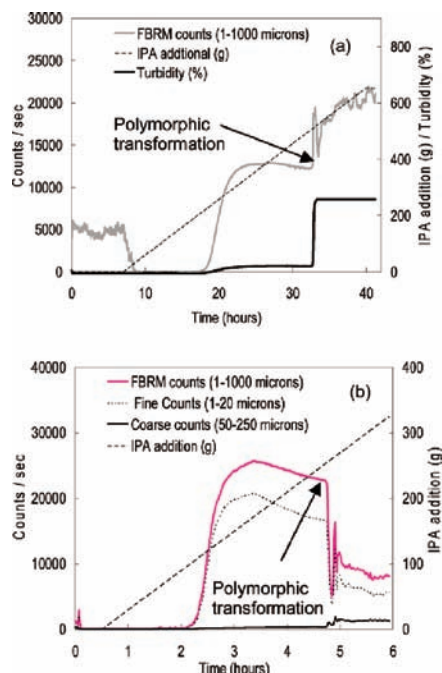 (a)
FBRM counts (1-1000 microns)
IPA addtional (g)
Turbidity (%)
Polymorphic
transformation
30000
25000
20000
15000
10000
5000
0
Counts / sec
800
600
400
200
0
IPA addition (g) / Turbidity (%)
0 10 20 30 40
Time (hours)
(b)
FBRM counts (1-1000 microns)
Fine Counts (1-20 microns)
Coarse counts (50-250 microns)
IPA addition (g)
Polymorphic
transformation
40000
30000
20000
10000
0
Counts / sec
400
300
200
100
0
IPA addition (g)
0 1 2 3 4 5 6
Time (hours)